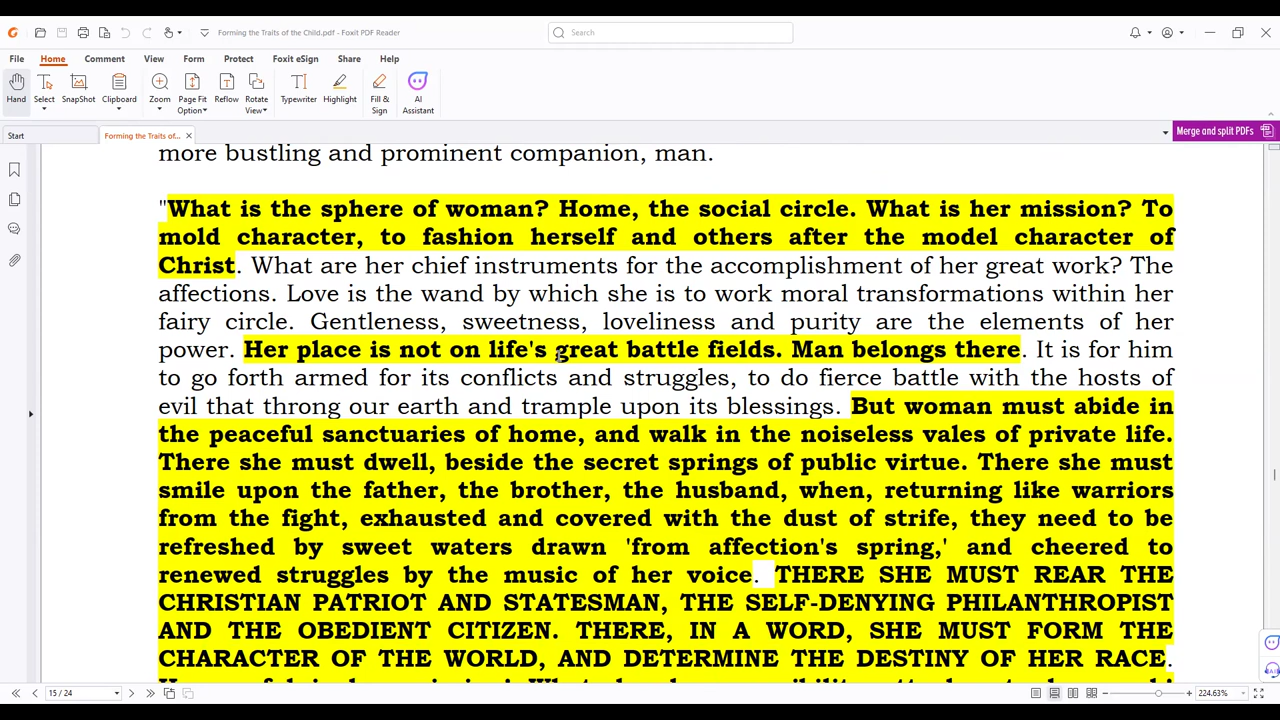 Forming the Traits of the Child.pdf - Foxit PDF Reader
Search
File Home Comment View Form Protect Foxit eSign Share Help
Hand Select SnapShot Clipboard Zoom Page Fit Option Reflow Rotate View Typewriter Highlight Fill & Sign AI Assistant
Start Forming the Traits of... Merge and split PDFs
more bustling and prominent companion, man.
"What is the sphere of woman? Home, the social circle. What is her mission? To
mold character, to fashion herself and others after the model character of
Christ. What are her chief instruments for the accomplishment of her great work? The
affections. Love is the wand by which she is to work moral transformations within her
fairy circle. Gentleness, sweetness, loveliness and purity are the elements of her
power. Her place is not on life's great battle fields. Man belongs there. It is for him
to go forth armed for its conflicts and struggles, to do fierce battle with the hosts of
evil that throng our earth and trample upon its blessings. But woman must abide in
the peaceful sanctuaries of home, and walk in the noiseless vales of private life.
There she must dwell, beside the secret springs of public virtue. There she must
smile upon the father, the brother, the husband, when, returning like warriors
from the fight, exhausted and covered with the dust of strife, they need to be
refreshed by sweet waters drawn 'from affection's spring,' and cheered to
renewed struggles by the music of her voice. THERE SHE MUST REAR THE
CHRISTIAN PATRIOT AND STATESMAN, THE SELF-DENYING PHILANTHROPIST
AND THE OBEDIENT CITIZEN. THERE, IN A WORD, SHE MUST FORM THE
CHARACTER OF THE WORLD, AND DETERMINE THE DESTINY OF HER RACE.
15 / 24 224.63%